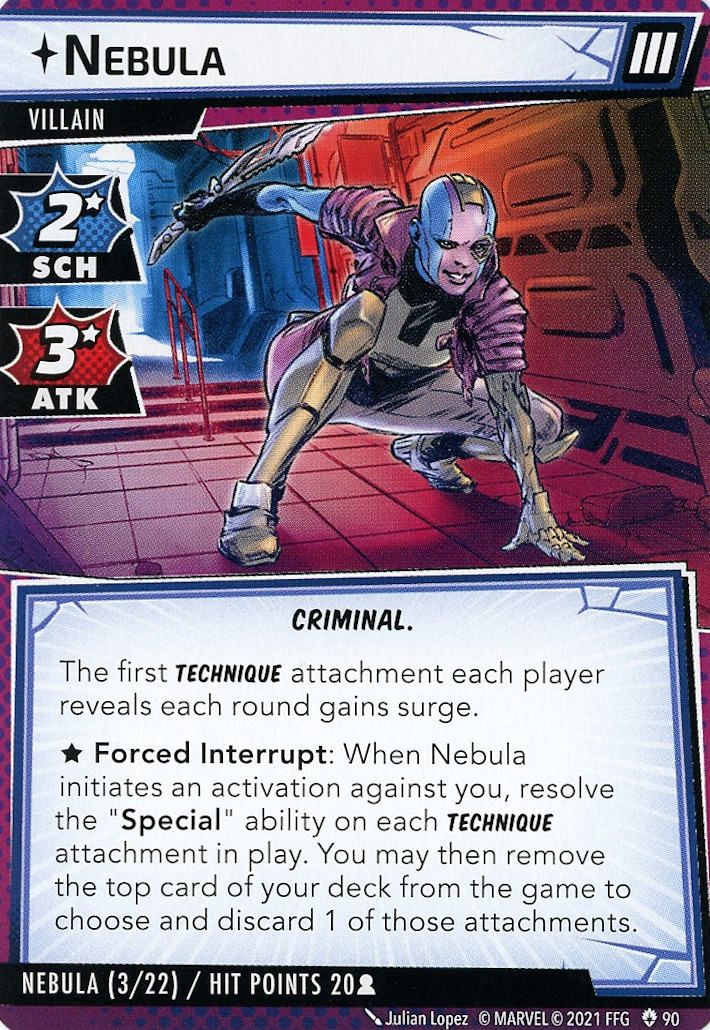 NEBULA
III
VILLAIN
2★
SCH
3★
ATK
CRIMINAL.
The first TECHNIQUE attachment each player
reveals each round gains surge.
★ Forced Interrupt: When Nebula
initiates an activation against you, resolve
the "Special" ability on each TECHNIQUE
attachment in play. You may then remove
the top card of your deck from the game to
choose and discard 1 of those attachments.
NEBULA (3/22) / HIT POINTS 20
Julian Lopez © MARVEL © 2021 FFG 90